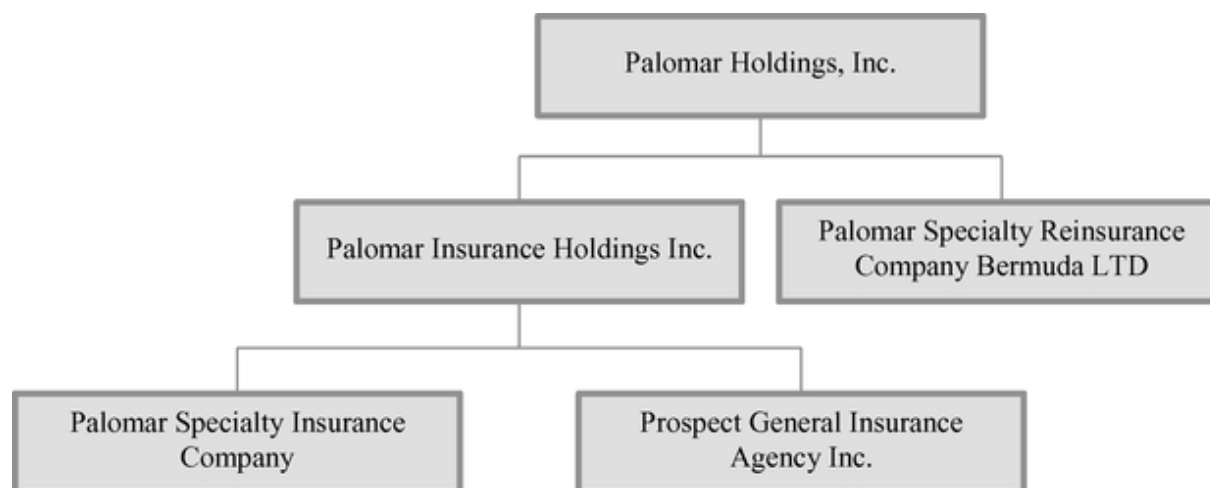 Palomar Holdings, Inc.
Palomar Insurance Holdings Inc.
Palomar Specialty Reinsurance
Company Bermuda LTD
Palomar Specialty Insurance
Company
Prospect General Insurance
Agency Inc.